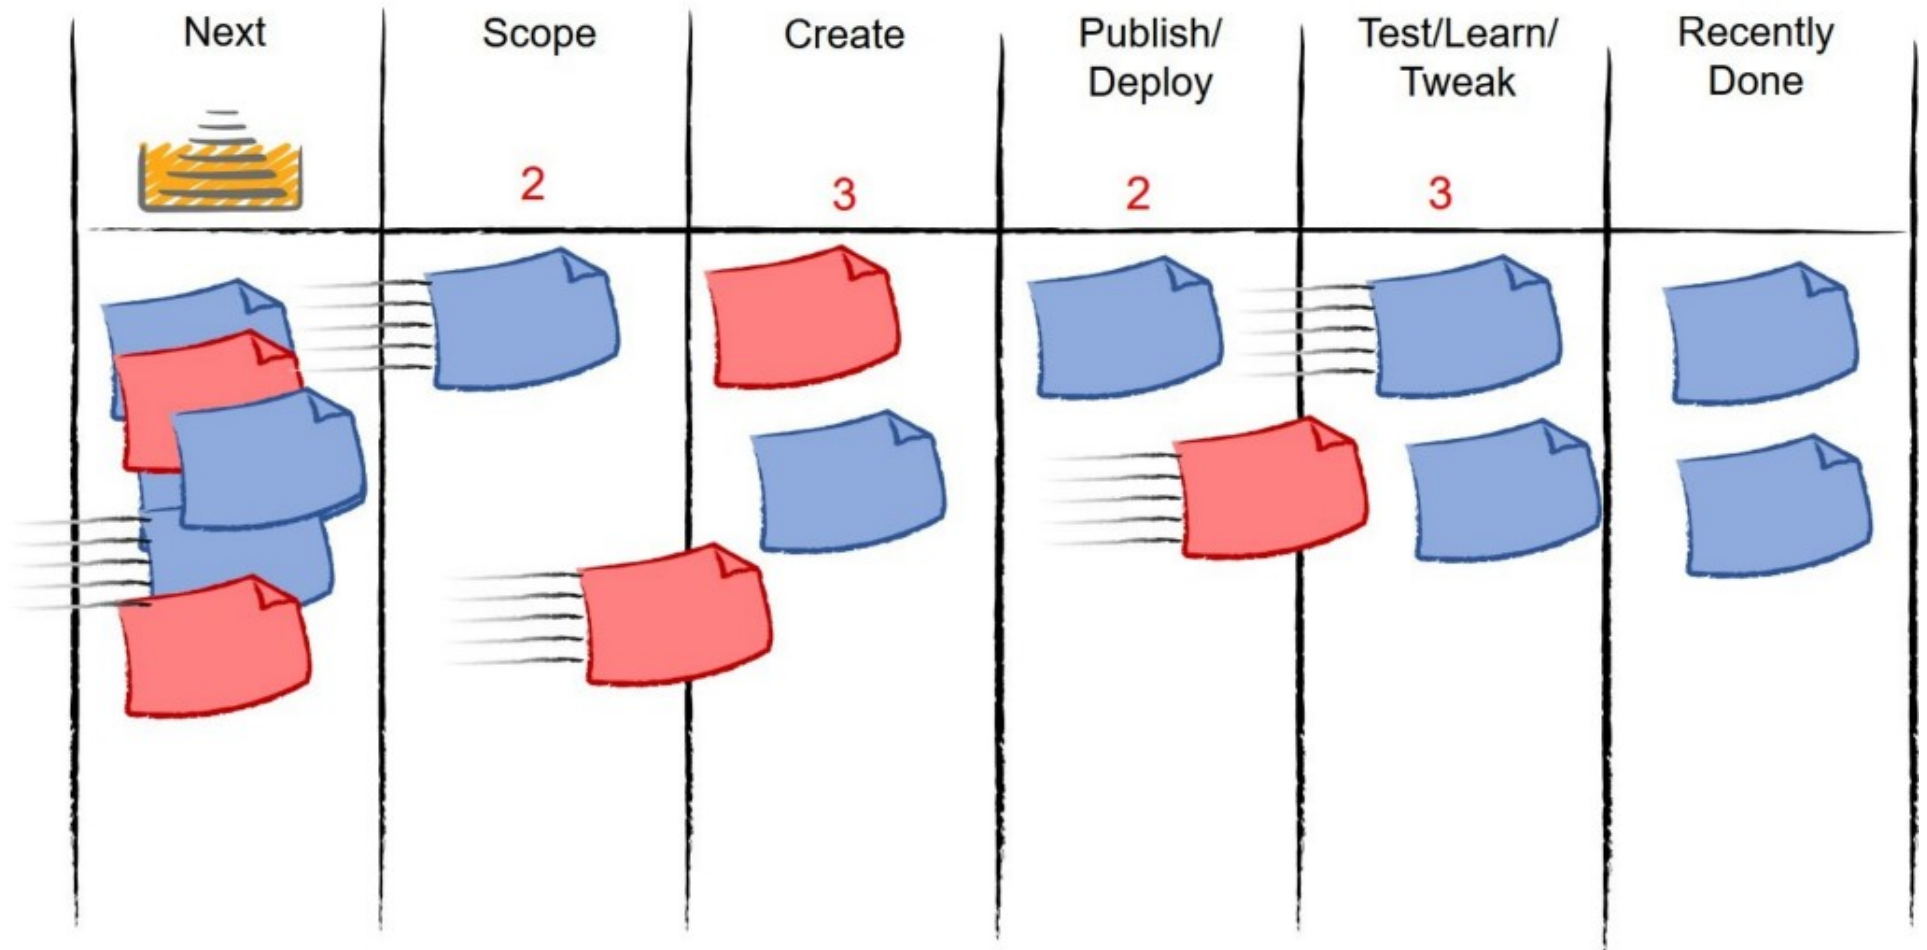 Next
Scope
Create
Publish/
Deploy
Test/Learn/
Tweak
Recently
Done
2
3
2
3